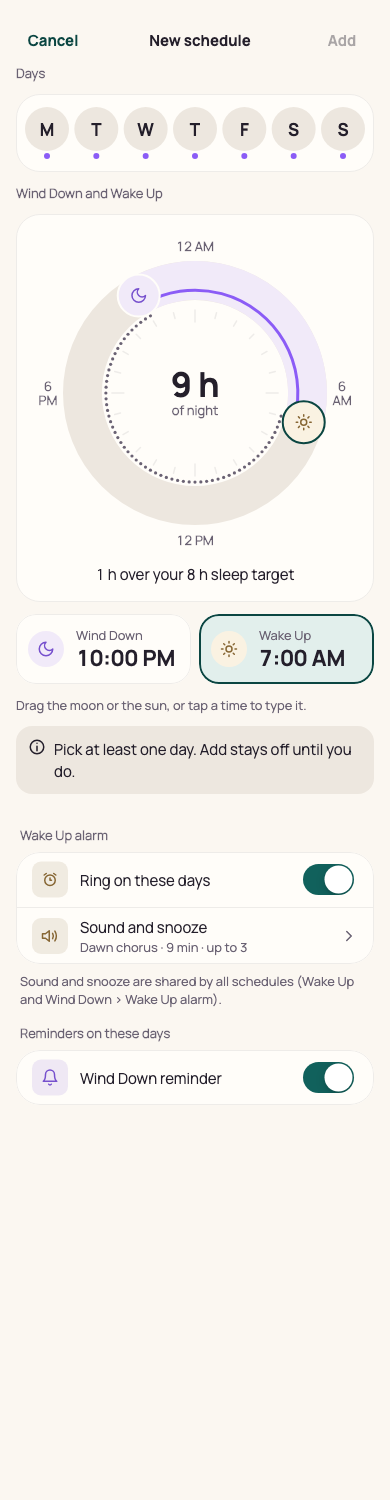 Cancel
New schedule
Add
Days
M T W T F S S
Wind Down and Wake Up
12 AM
6
PM
9 h
of night
6
AM
12 PM
1 h over your 8 h sleep target
Wind Down
10:00 PM
Wake Up
7:00 AM
Drag the moon or the sun, or tap a time to type it.
Pick at least one day. Add stays off until you
do.
Wake Up alarm
Ring on these days
Sound and snooze
Dawn chorus · 9 min · up to 3
Sound and snooze are shared by all schedules (Wake Up
and Wind Down › Wake Up alarm).
Reminders on these days
Wind Down reminder